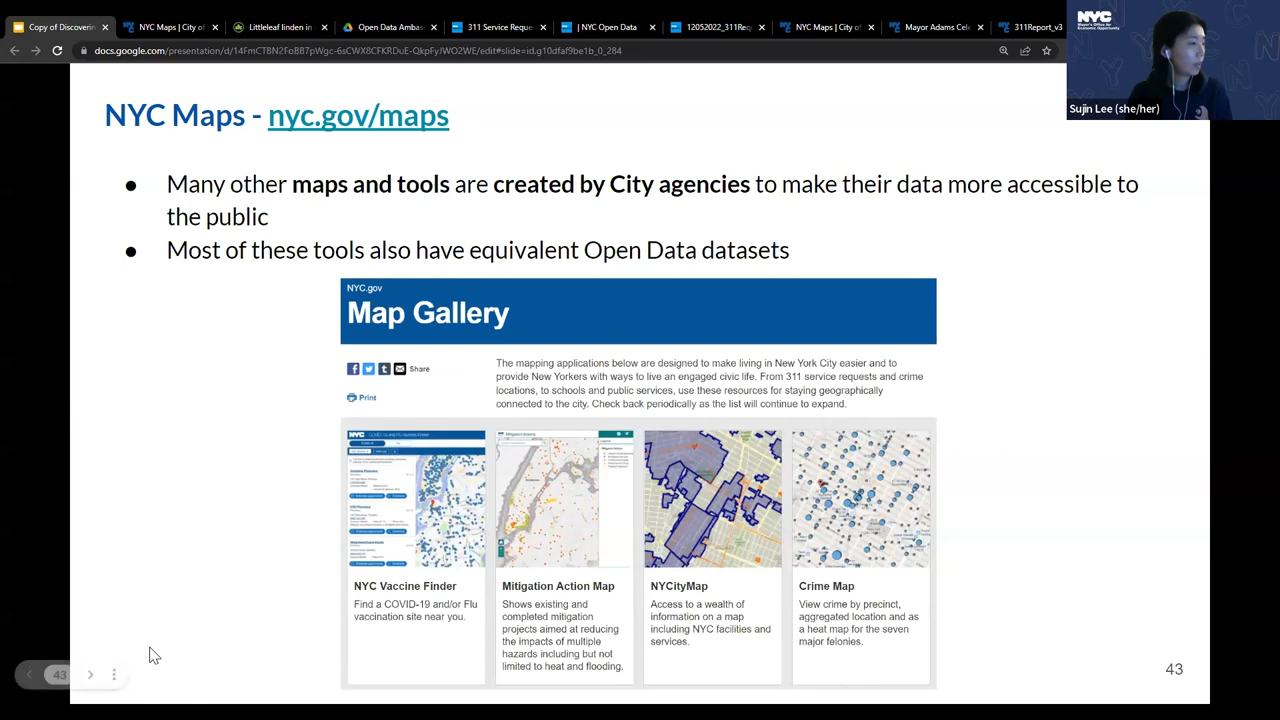 Copy of Discovering
NYC Maps | City of
Littleleaf linden in
Open Data Ambas
311 Service Reque
| NYC Open Data
12052022_311Req
NYC Maps | City of
Mayor Adams Cele
311Report_v3
docs.google.com/presentation/d/14FmCTBN2FoBB7pWgc-6sCWX8CFKRDuE-QkpFyJWO2WE/edit#slide=id.g10dfaf9be1b_0_284
NYC
Mayor's Office for
Economic Opportunity
Sujin Lee (she/her)
NYC Maps - nyc.gov/maps
● Many other maps and tools are created by City agencies to make their data more accessible to
the public
● Most of these tools also have equivalent Open Data datasets
NYC.gov
Map Gallery
Share
Print
The mapping applications below are designed to make living in New York City easier and to
provide New Yorkers with ways to live an engaged civic life. From 311 service requests and crime
locations, to schools and public services, use these resources for staying geographically
connected to the city. Check back periodically as the list will continue to expand.
NYC Vaccine Finder
Find a COVID-19 and/or Flu
vaccination site near you.
Mitigation Action Map
Shows existing and
completed mitigation
projects aimed at reducing
the impacts of multiple
hazards including but not
limited to heat and flooding.
NYCityMap
Access to a wealth of
information on a map
including NYC facilities and
services.
Crime Map
View crime by precinct,
aggregated location and as
a heat map for the seven
major felonies.
43
43